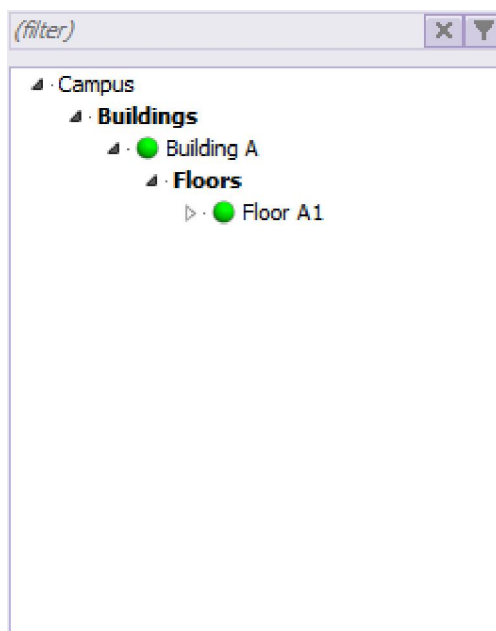 (filter)
Campus
Buildings
Building A
Floors
Floor A1